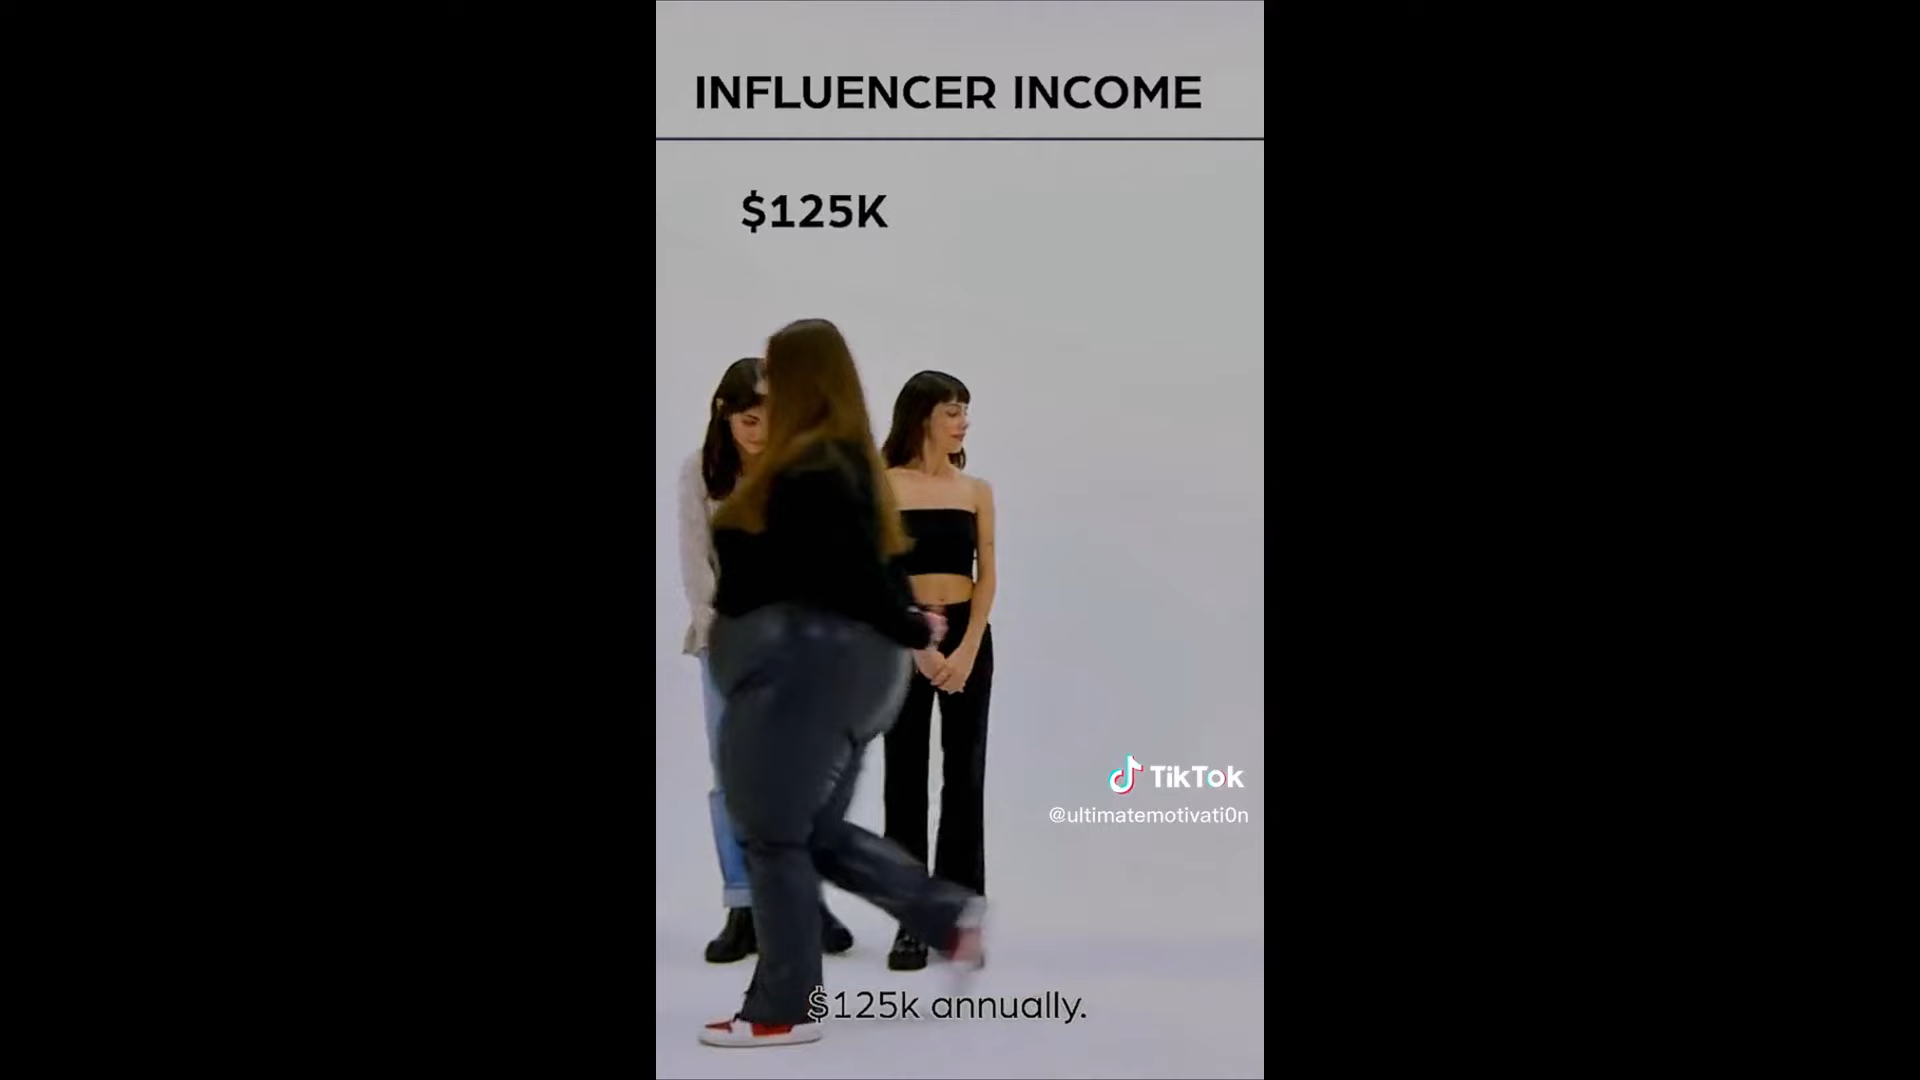 INFLUENCER INCOME
$125K
TikTok
@ultimatemotivati0n
$125k annually.